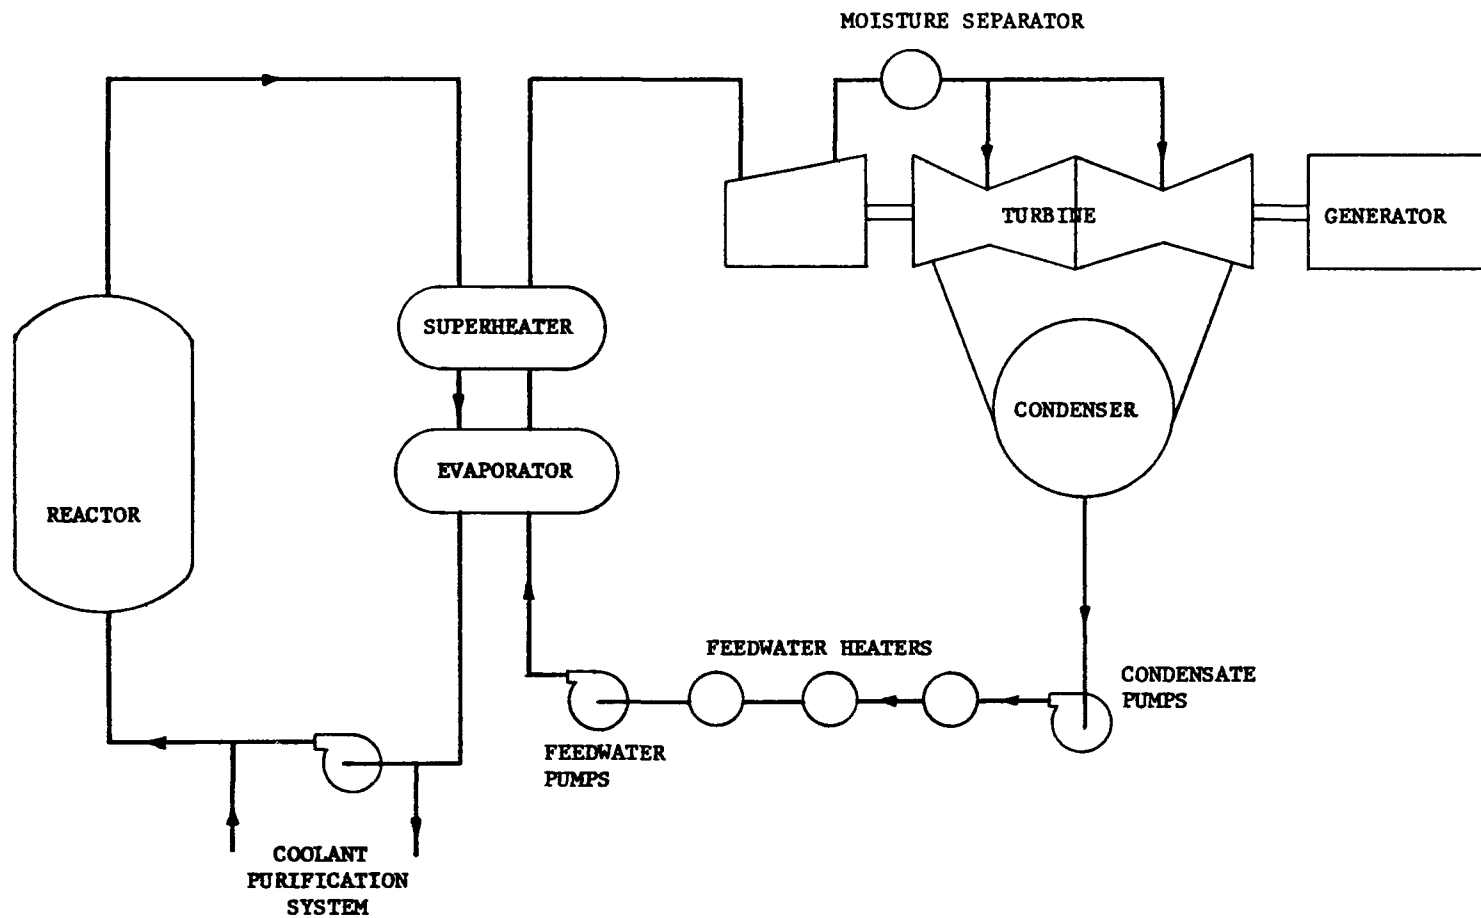 MOISTURE SEPARATOR
TURBINE
GENERATOR
SUPERHEATER
CONDENSER
EVAPORATOR
REACTOR
FEEDWATER HEATERS
CONDENSATE
PUMPS
FEEDWATER
PUMPS
COOLANT
PURIFICATION
SYSTEM